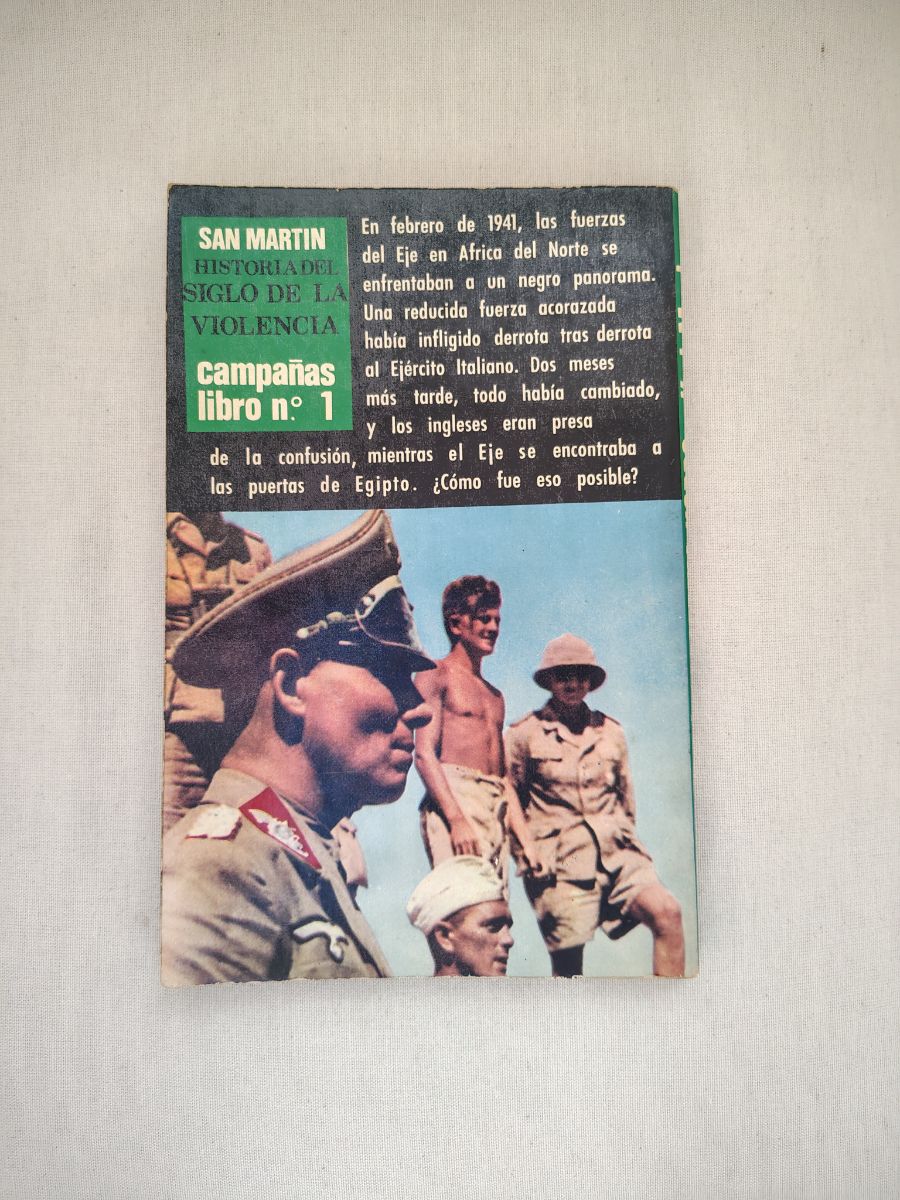 SAN MARTIN
HISTORIA DEL
SIGLO DE LA
VIOLENCIA
campañas
libro n.º 1
En febrero de 1941, las fuerzas
del Eje en Africa del Norte se
enfrentaban a un negro panorama.
Una reducida fuerza acorazada
había infligido derrota tras derrota
al Ejército Italiano. Dos meses
más tarde, todo había cambiado,
y los ingleses eran presa
de la confusión, mientras el Eje se encontraba a
las puertas de Egipto. ¿Cómo fue eso posible?